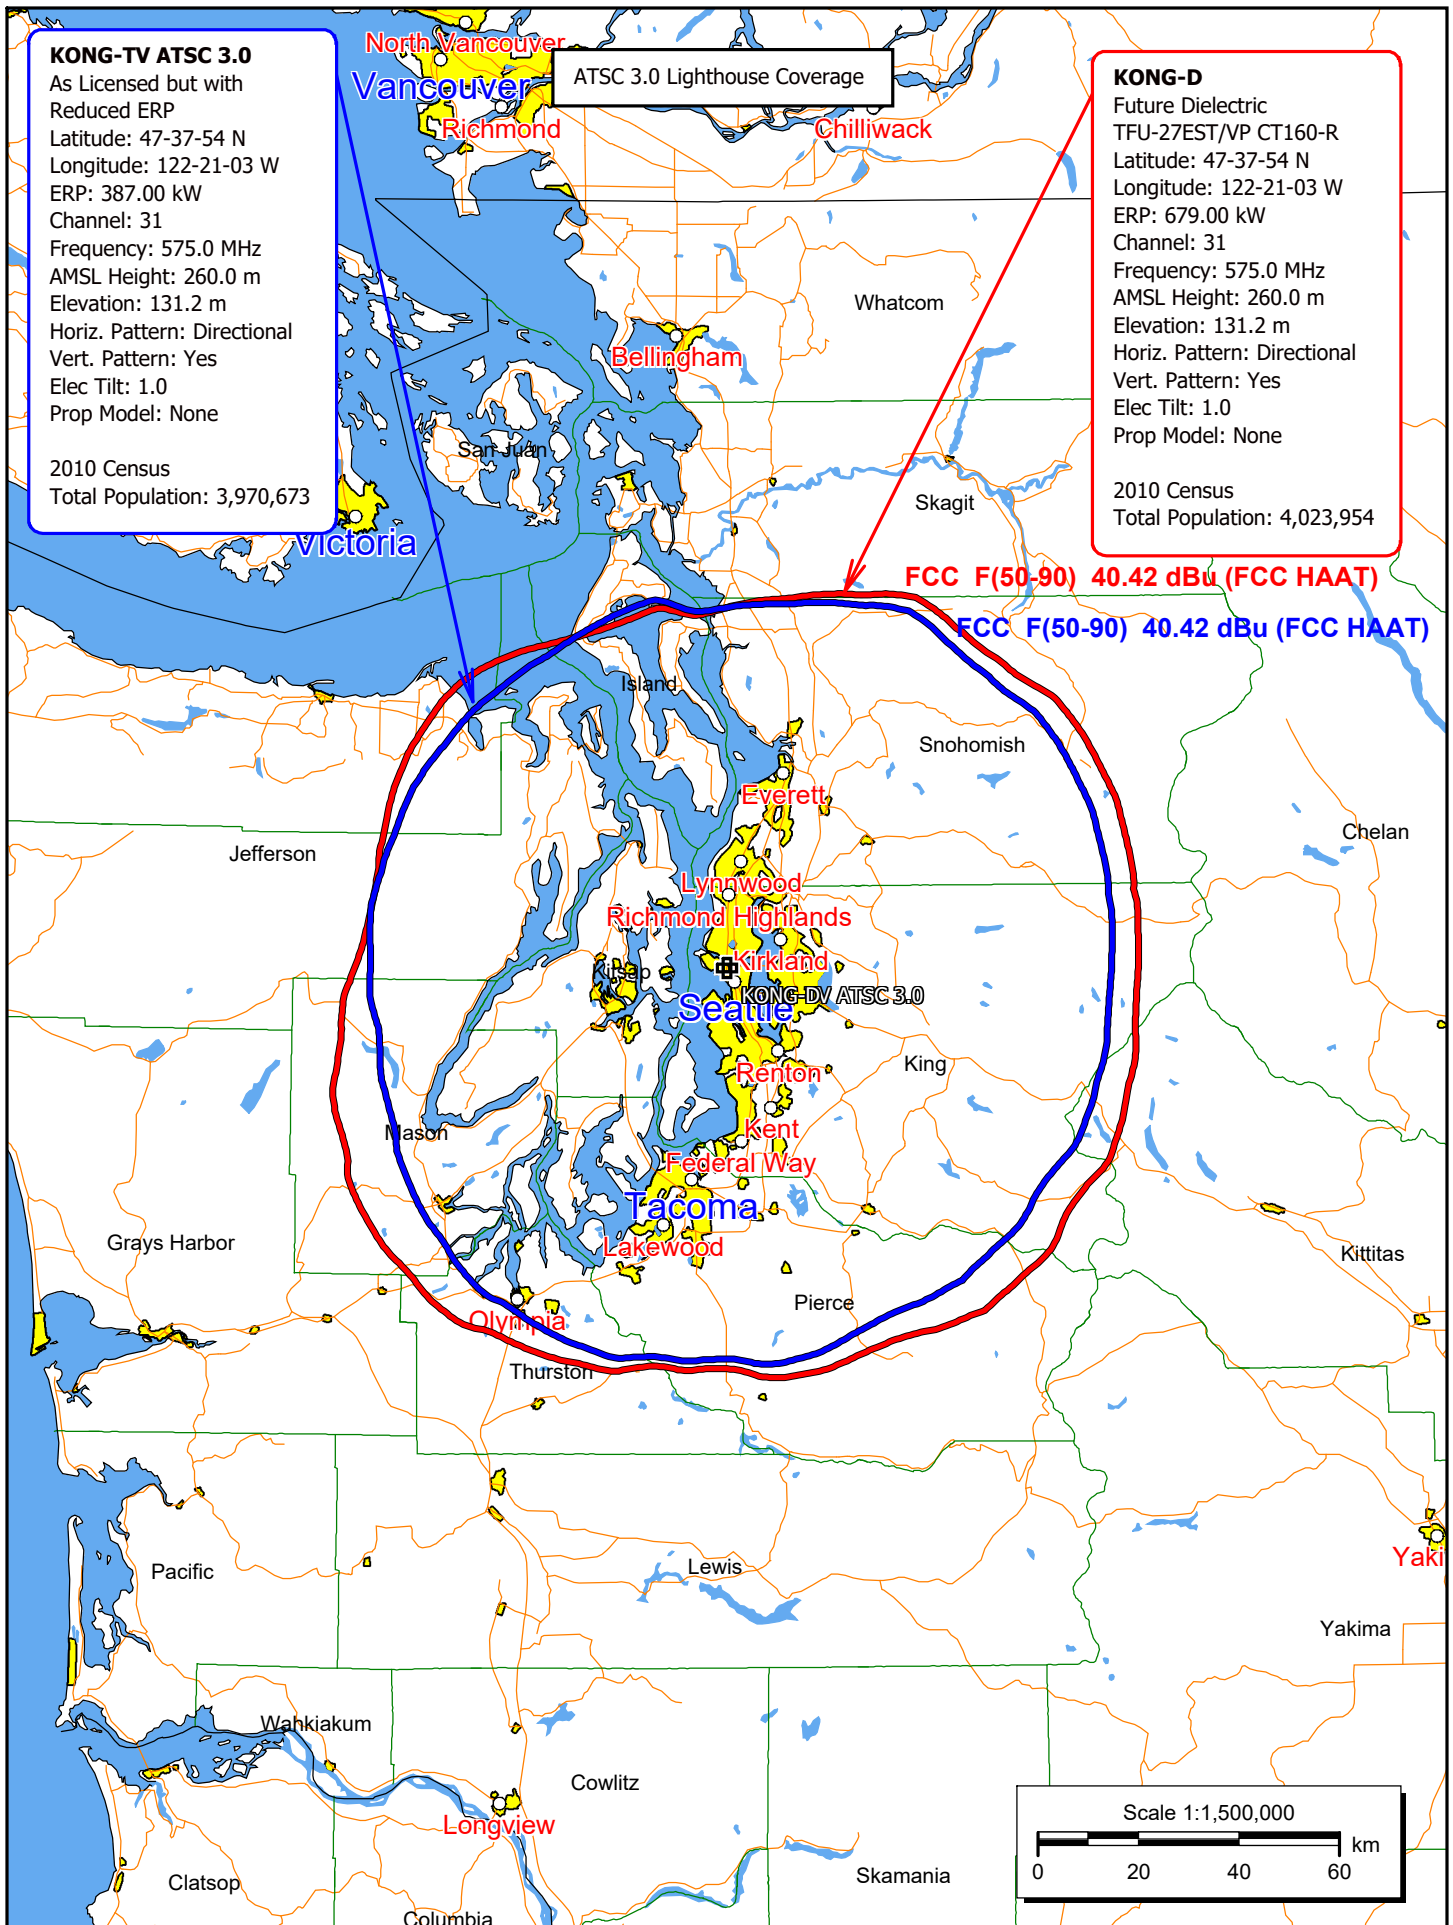 KONG-TV ATSC 3.0
As Licensed but with
Reduced ERP
Latitude: 47-37-54 N
Longitude: 122-21-03 W
ERP: 387.00 kW
Channel: 31
Frequency: 575.0 MHz
AMSL Height: 260.0 m
Elevation: 131.2 m
Horiz. Pattern: Directional
Vert. Pattern: Yes
Elec Tilt: 1.0
Prop Model: None
2010 Census
Total Population: 3,970,673
ATSC 3.0 Lighthouse Coverage
KONG-D
Future Dielectric
TFU-27EST/VP CT160-R
Latitude: 47-37-54 N
Longitude: 122-21-03 W
ERP: 679.00 kW
Channel: 31
Frequency: 575.0 MHz
AMSL Height: 260.0 m
Elevation: 131.2 m
Horiz. Pattern: Directional
Vert. Pattern: Yes
Elec Tilt: 1.0
Prop Model: None
2010 Census
Total Population: 4,023,954
North Vancouver
Vancouver
Richmond
Chilliwack
Whatcom
Bellingham
San Juan
Skagit
Victoria
FCC F(50-90) 40.42 dBu (FCC HAAT)
FCC F(50-90) 40.42 dBu (FCC HAAT)
Island
Snohomish
Everett
Chelan
Jefferson
Lynnwood
Richmond Highlands
Kirkland
Kitsap
KONG-DV ATSC 3.0
Seattle
King
Renton
Mason
Kent
Federal Way
Tacoma
Grays Harbor
Lakewood
Kittitas
Pierce
Olympia
Thurston
Yaki
Pacific
Lewis
Yakima
Wahkiakum
Cowlitz
Longview
Scale 1:1,500,000
km
0 20 40 60
Clatsop
Skamania
Columbia